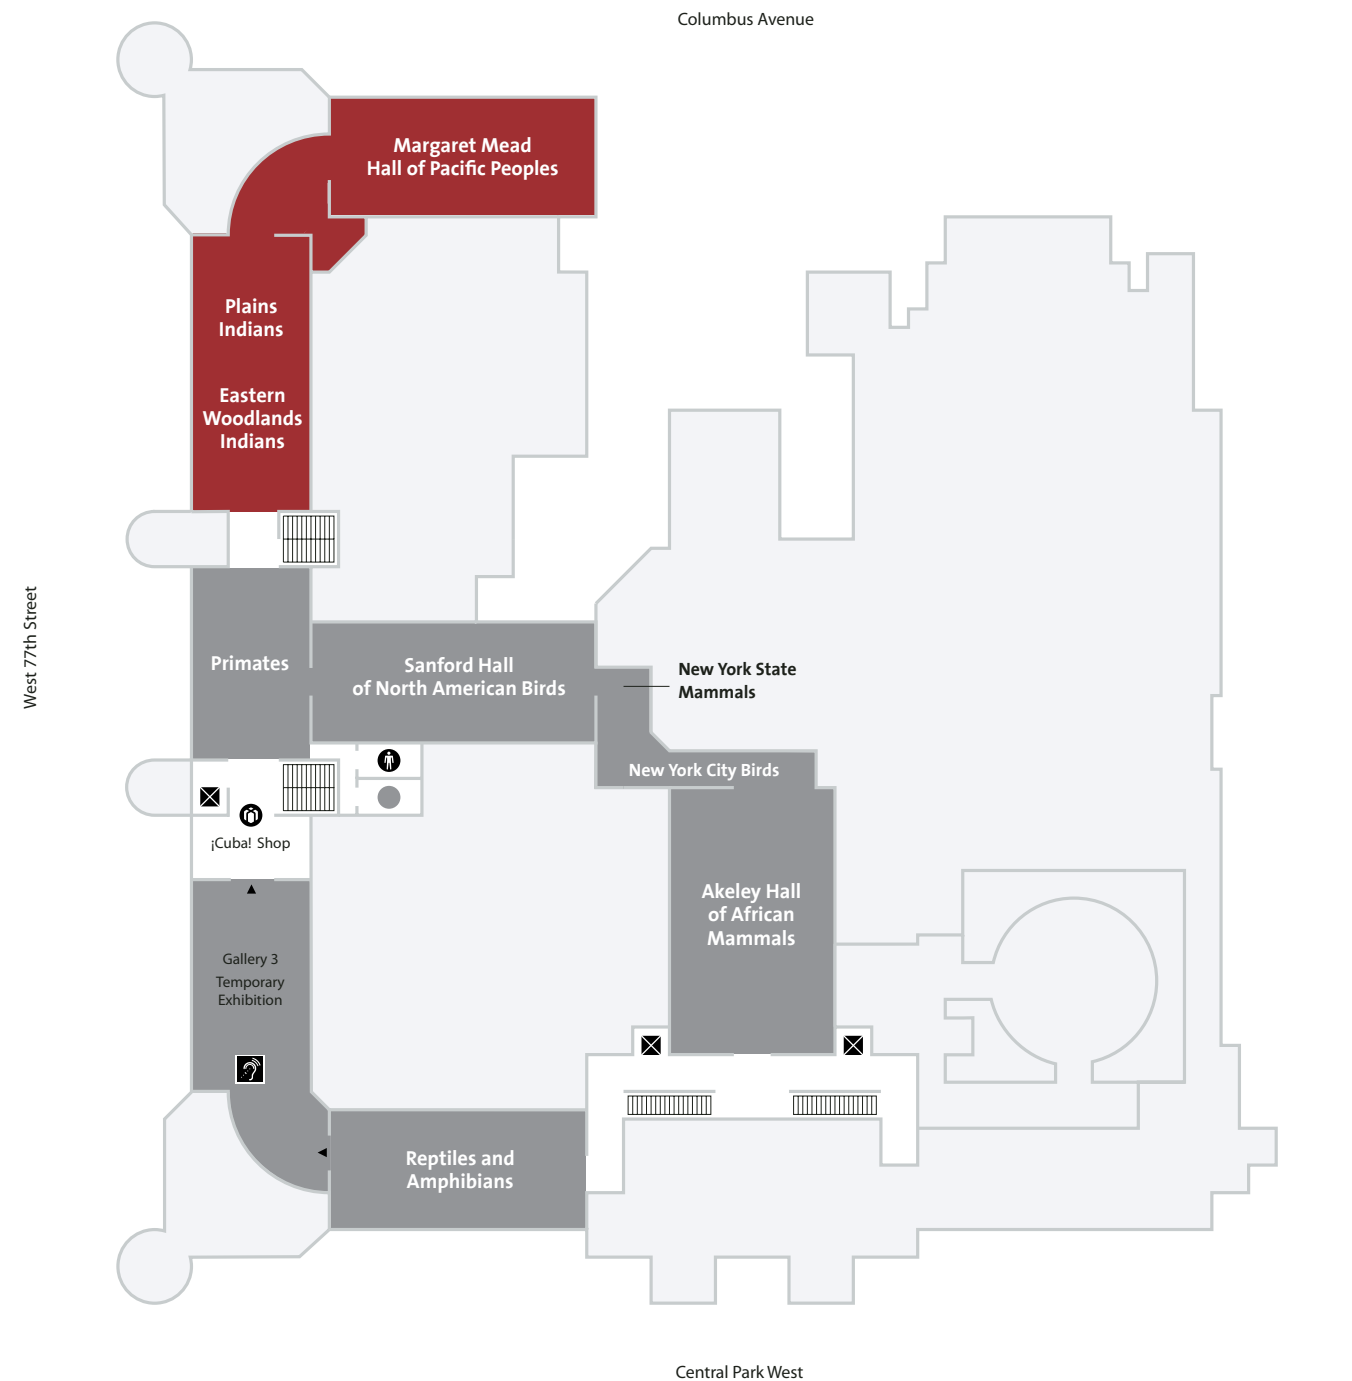 Columbus Avenue
Margaret Mead
Hall of Pacific Peoples
Plains
Indians
Eastern
Woodlands
Indians
West 77th Street
Primates
Sanford Hall
of North American Birds
New York State
Mammals
New York City Birds
¡Cuba! Shop
Akeley Hall
of African
Mammals
Gallery 3
Temporary
Exhibition
Reptiles and
Amphibians
Central Park West